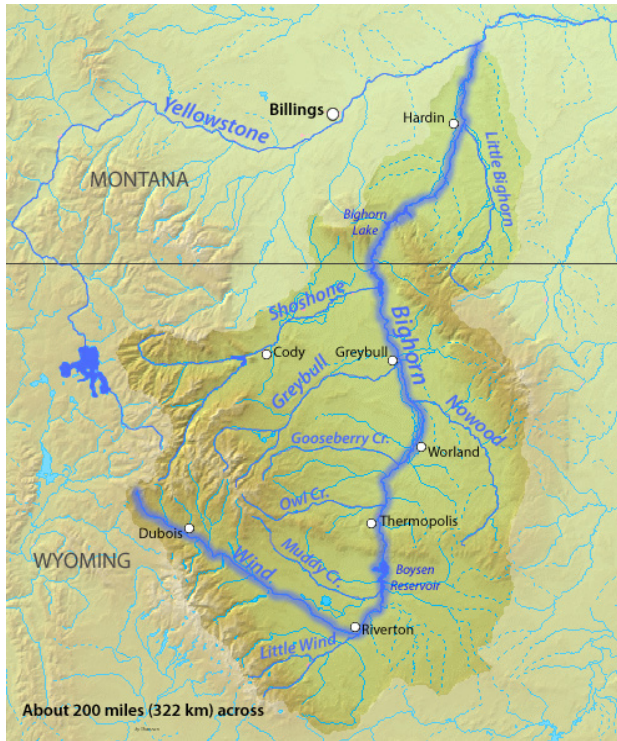 Billings
Yellowstone
Hardin
Little Bighorn
MONTANA
Bighorn
Lake
Shoshone
Bighorn
Cody
Greybull
Greybull
Nowood
Gooseberry Cr.
Worland
Owl Cr.
Thermopolis
Dubois
WYOMING
Wind
Muddy Cr.
Boysen
Reservoir
Riverton
Little Wind
About 200 miles (322 km) across